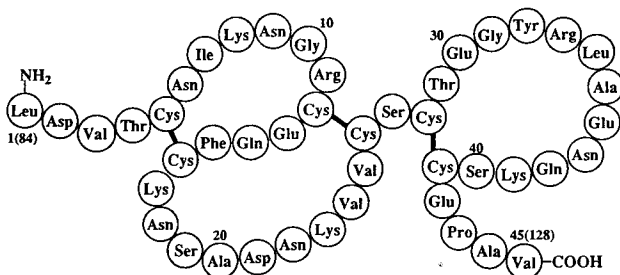 10
Lys Asn Gly
30 Glu Gly Tyr Arg
Ile
Leu
NH2
Asn
Arg
Thr
Leu
Ala
Asp Val Thr Cys
Cys
Ser Cys
1(84)
Cys
Glu
Cys Phe Gln Glu
40
Asn
Val
Cys Ser Lys Gln
Lys
Val
Glu
Asn
Lys
Ser 20 Ala Asp Asn
Pro 45(128)
Ala Val COOH